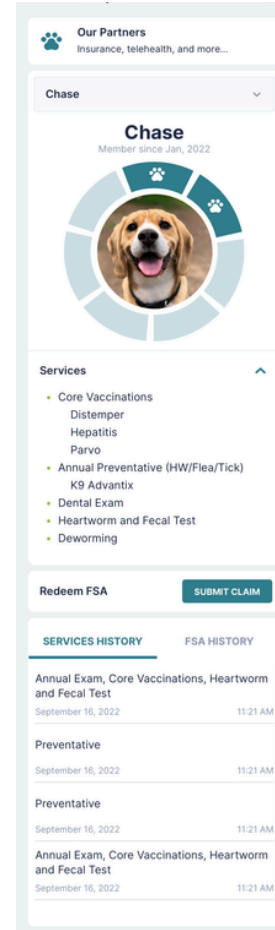 Our Partners
Insurance, telehealth, and more...
Chase
Chase
Member since Jan, 2022
Services
• Core Vaccinations
Distemper
Hepatitis
Parvo
• Annual Preventative (HW/Flea/Tick)
K9 Advantix
• Dental Exam
• Heartworm and Fecal Test
• Deworming
Redeem FSA
SUBMIT CLAIM
SERVICES HISTORY
FSA HISTORY
Annual Exam, Core Vaccinations, Heartworm
and Fecal Test
September 16, 2022
11:21 AM
Preventative
September 16, 2022
11:21 AM
Preventative
September 16, 2022
11:21 AM
Annual Exam, Core Vaccinations, Heartworm
and Fecal Test
September 16, 2022
11:21 AM